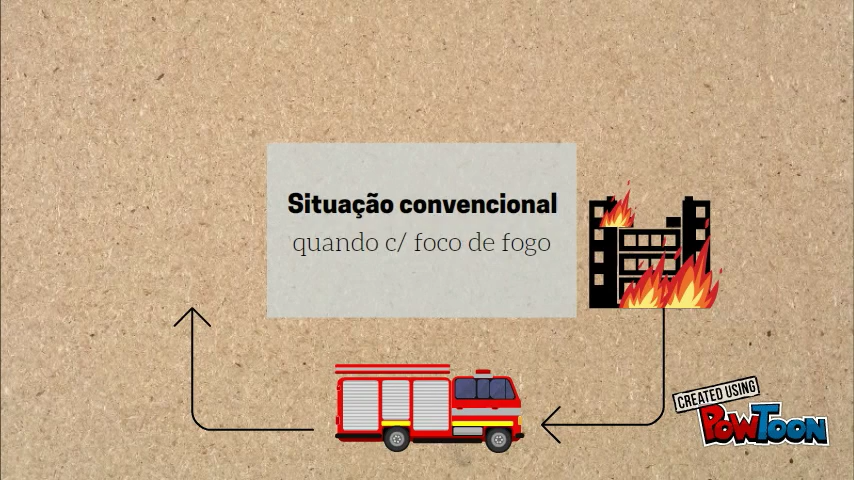 Situação convencional
quando c/ foco de fogo
CREATED USING
POWTOON